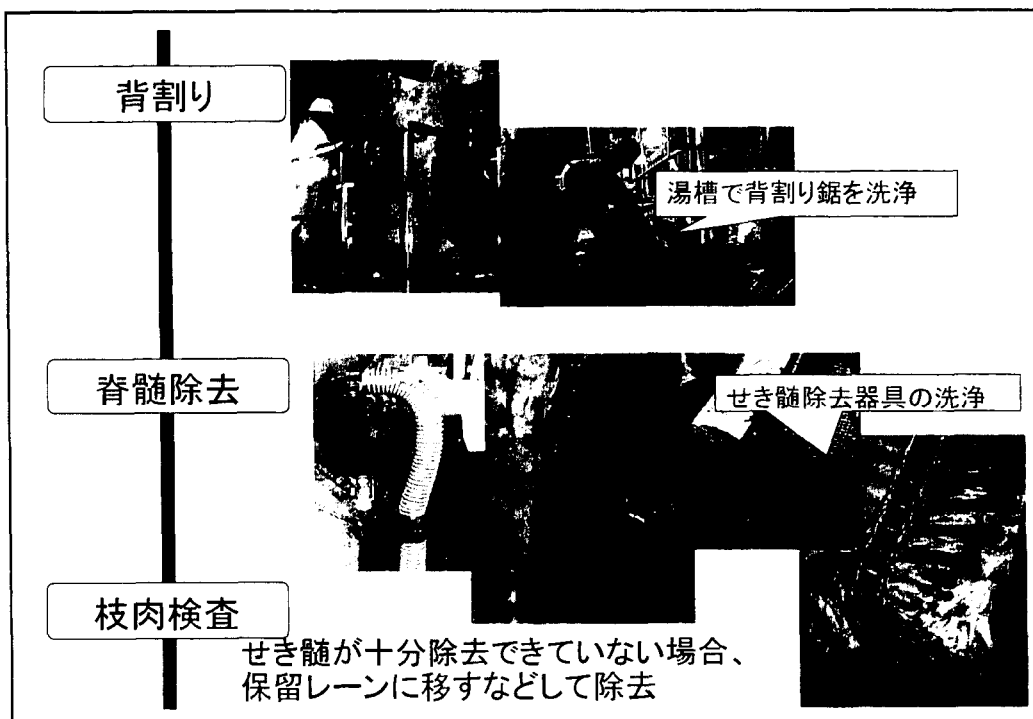 背割り
湯槽で背割り鋸を洗浄
脊髄除去
せき髄除去器具の洗浄
枝肉検査
せき髄が十分除去できていない場合、
保留レーンに移すなどして除去